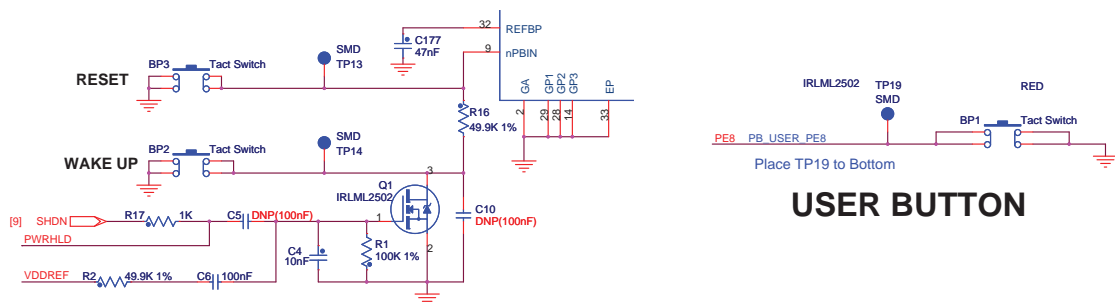 32 REFBP
C177
47nF
9 nPBIN
SMD
TP13
BP3 Tact Switch
RESET
GA
GP1
GP2
GP3
EP
2
29
28
14
33
R16
49.9K 1%
SMD
TP14
BP2 Tact Switch
WAKE UP
3
Q1
IRLML2502
1
2
C10
DNP(100nF)
[9] SHDN R17 1K C5 DNP(100nF)
PWRHLD
C4
10nF
R1
100K 1%
VDDREF R2 49.9K 1% C6 100nF
IRLML2502 TP19 RED
SMD
BP1 Tact Switch
PE8 PB_USER_PE8
Place TP19 to Bottom
USER BUTTON